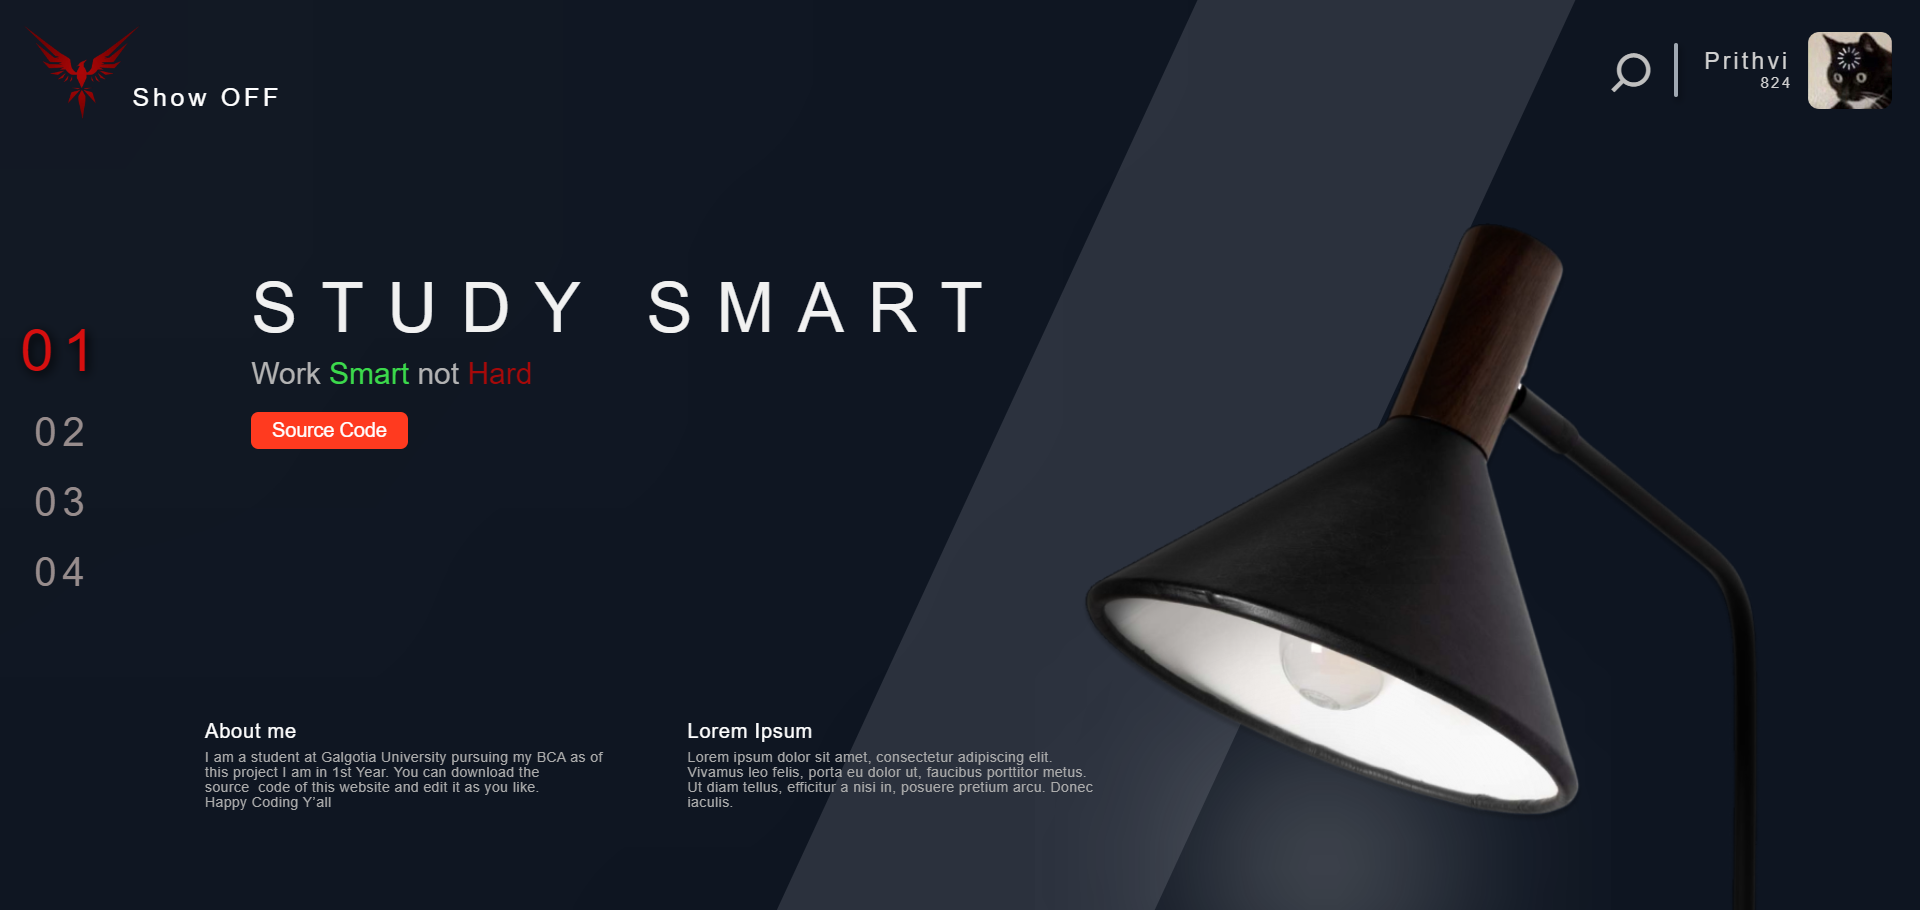 Show OFF
Prithvi
824
STUDY SMART
Work Smart not Hard
Source Code
01
02
03
04
About me
I am a student at Galgotia University pursuing my BCA as of
this project I am in 1st Year. You can download the
source  code of this website and edit it as you like.
Happy Coding Y'all
Lorem Ipsum
Lorem ipsum dolor sit amet, consectetur adipiscing elit.
Vivamus leo felis, porta eu dolor ut, faucibus porttitor metus.
Ut diam tellus, efficitur a nisi in, posuere pretium arcu. Donec
iaculis.